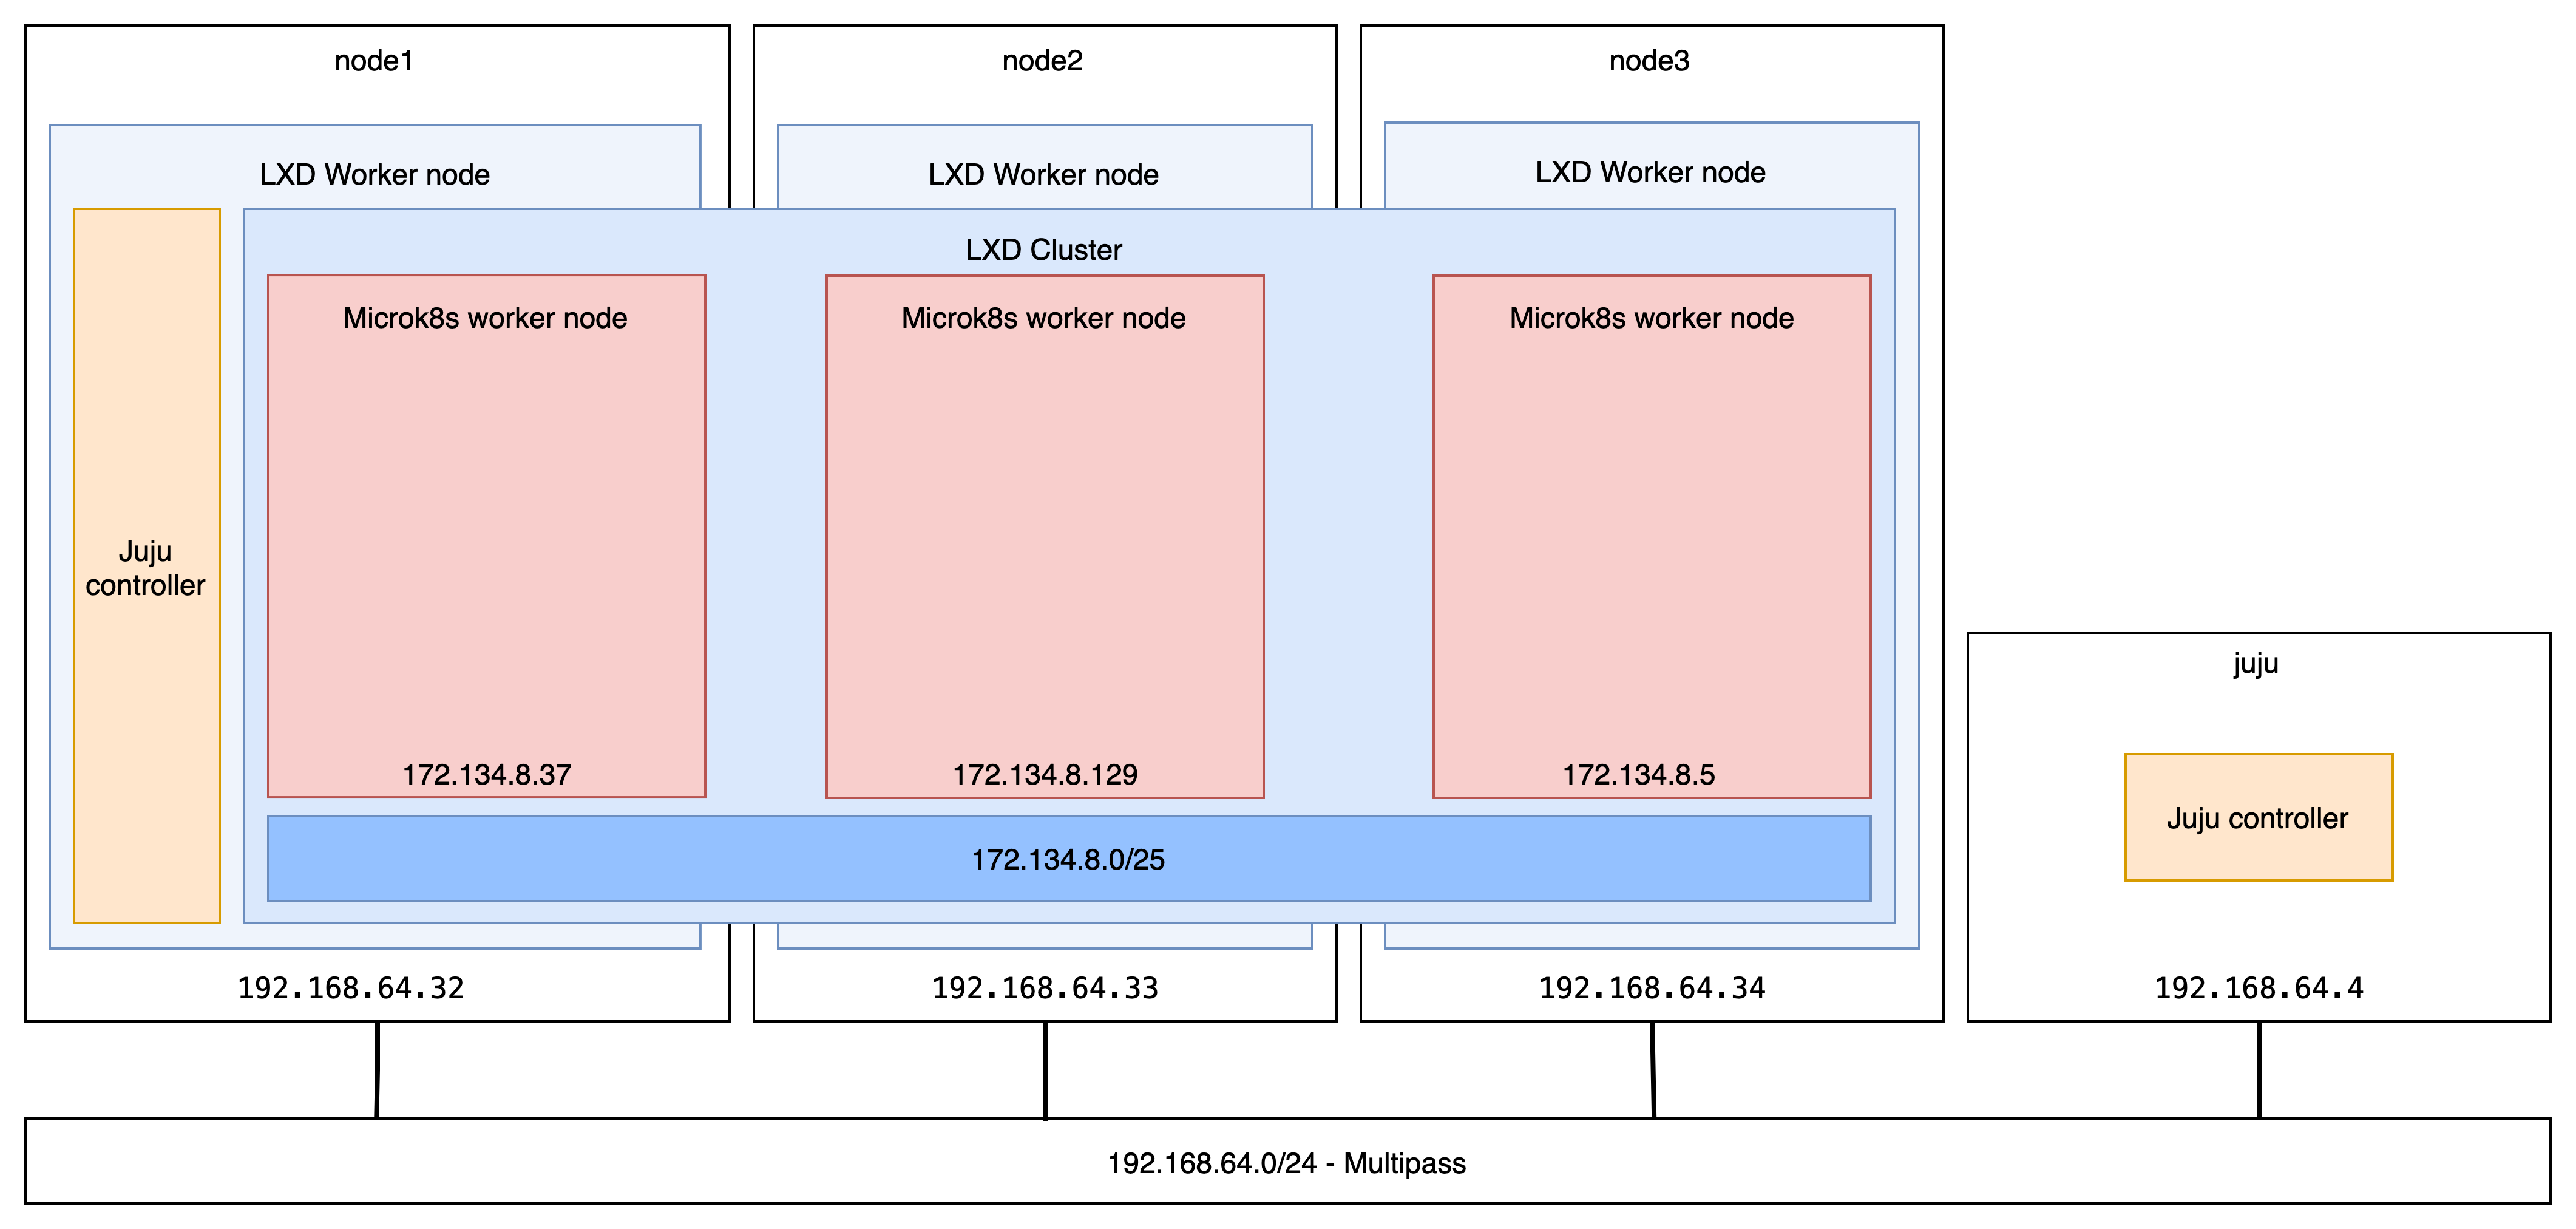 node1
node2
node3
LXD Worker node
LXD Worker node
LXD Worker node
LXD Cluster
Microk8s worker node
Microk8s worker node
Microk8s worker node
Juju
controller
172.134.8.37
172.134.8.129
172.134.8.5
172.134.8.0/25
juju
Juju controller
192.168.64.32
192.168.64.33
192.168.64.34
192.168.64.4
192.168.64.0/24 - Multipass